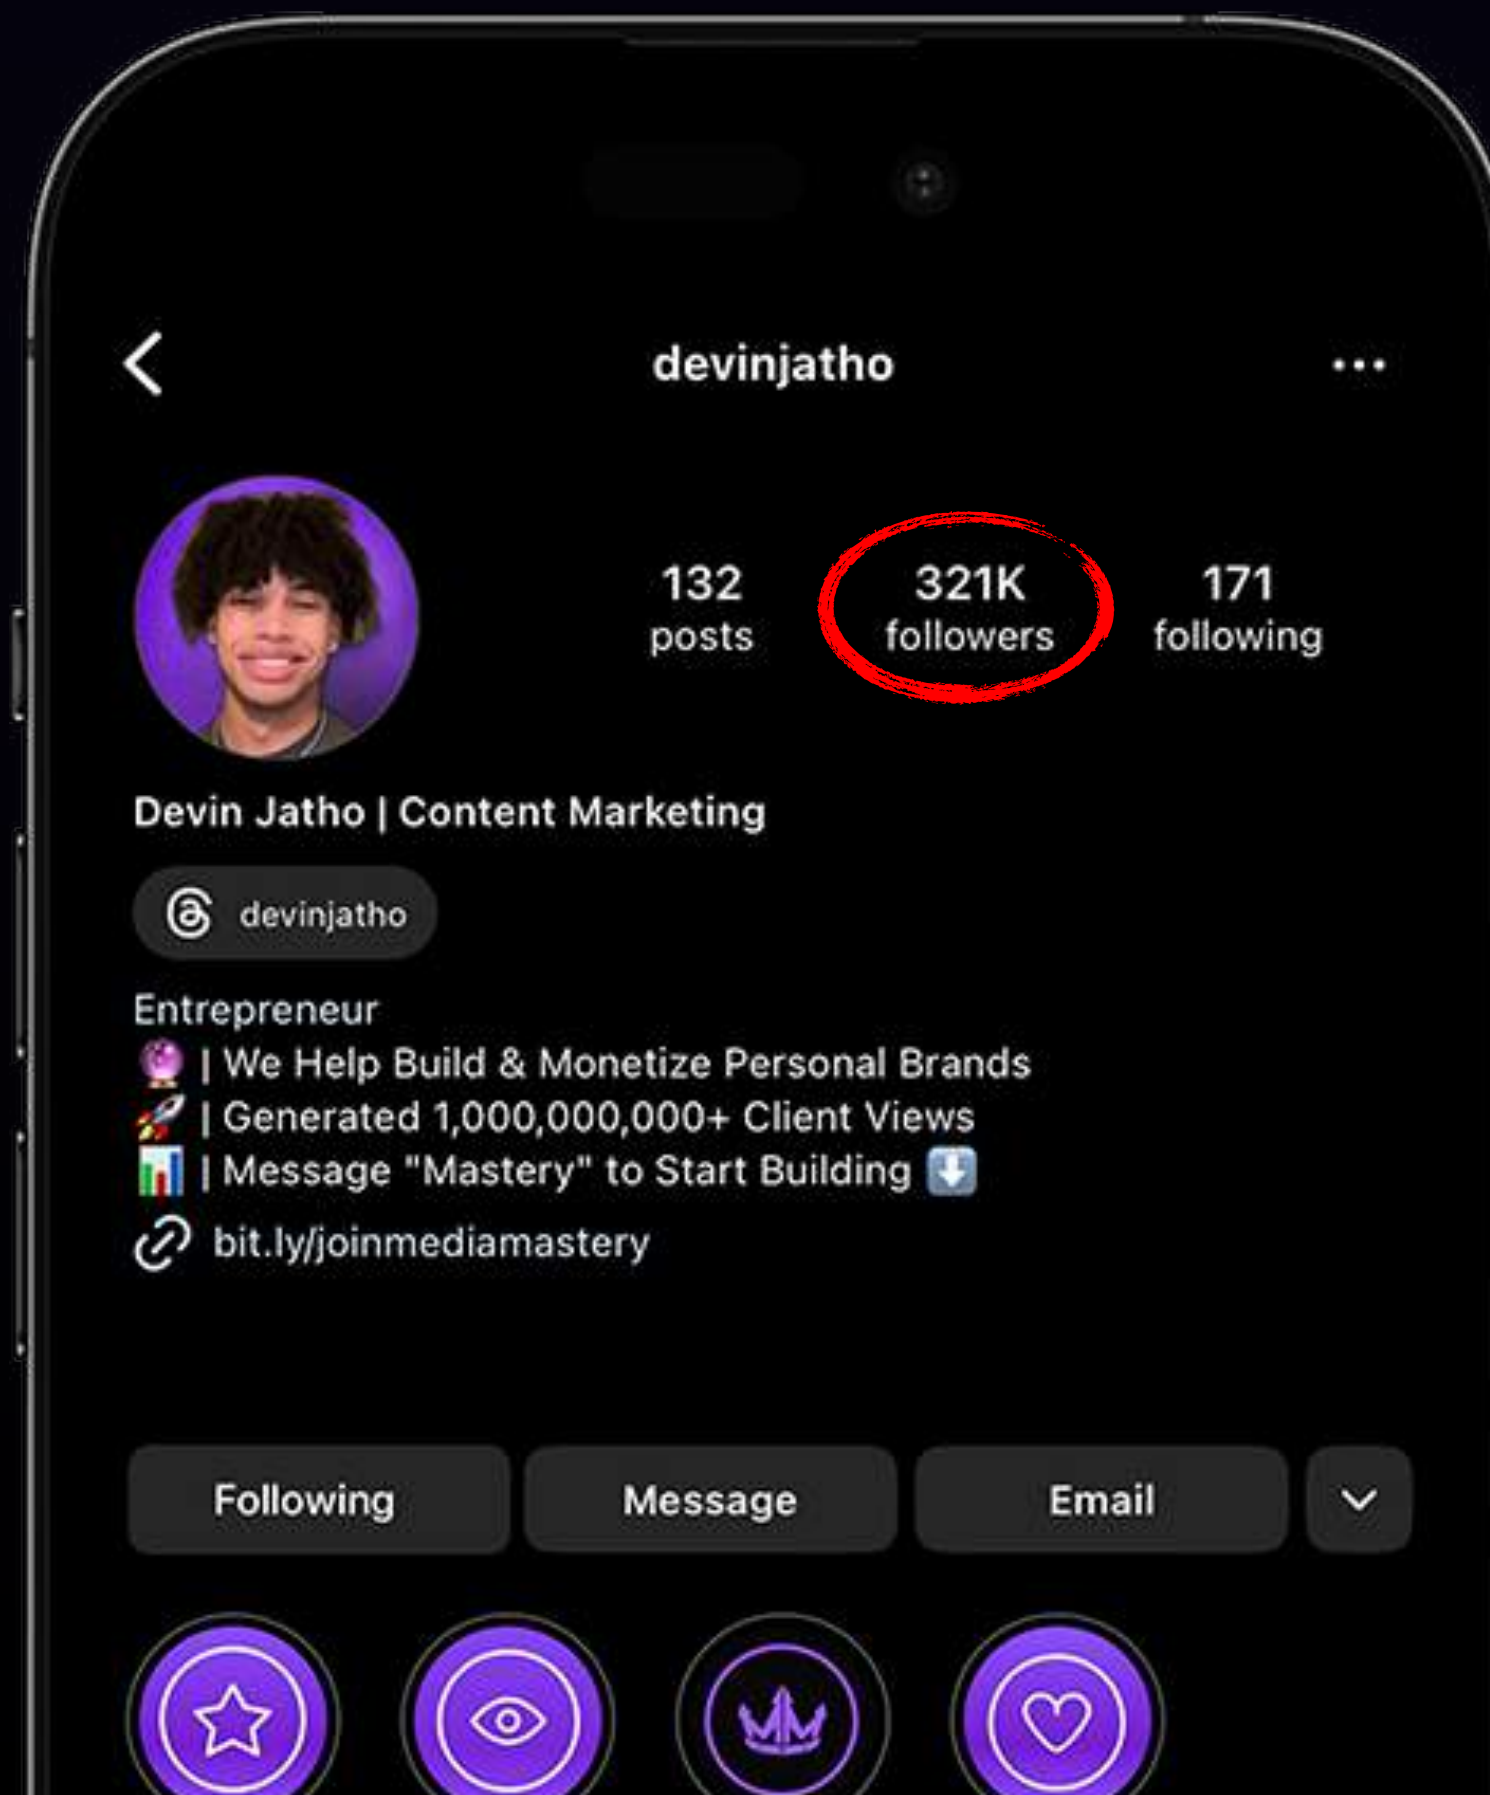 devinjatho
132 321K 171
posts followers following
Devin Jatho | Content Marketing
devinjatho
Entrepreneur
🔮 | We Help Build & Monetize Personal Brands
🚀 | Generated 1,000,000,000+ Client Views
📊 | Message "Mastery" to Start Building ⬇️
bit.ly/joinmediamastery
Following Message Email